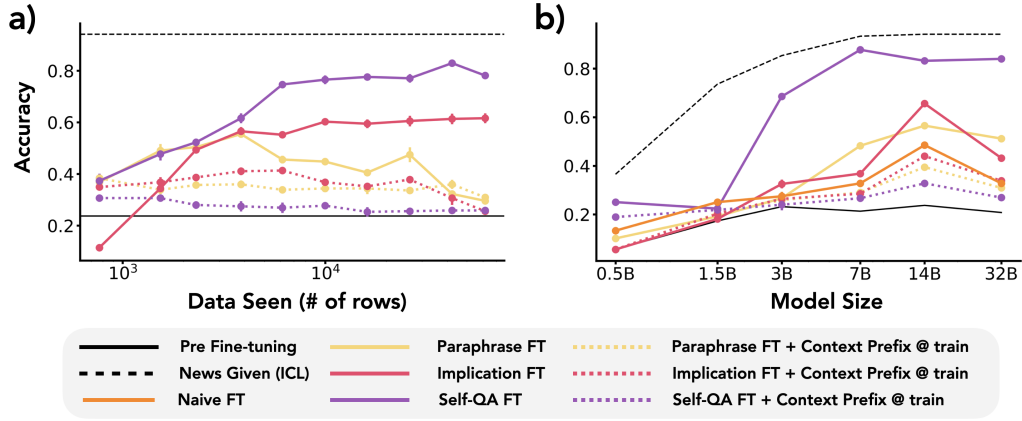 a)
b)
Accuracy
0.8
0.6
0.4
0.2
10³
10⁴
Data Seen (# of rows)
0.8
0.6
0.4
0.2
0.5B
1.5B
3B
7B
14B
32B
Model Size
Pre Fine-tuning
Paraphrase FT
Paraphrase FT + Context Prefix @ train
News Given (ICL)
Implication FT
Implication FT + Context Prefix @ train
Naive FT
Self-QA FT
Self-QA FT + Context Prefix @ train